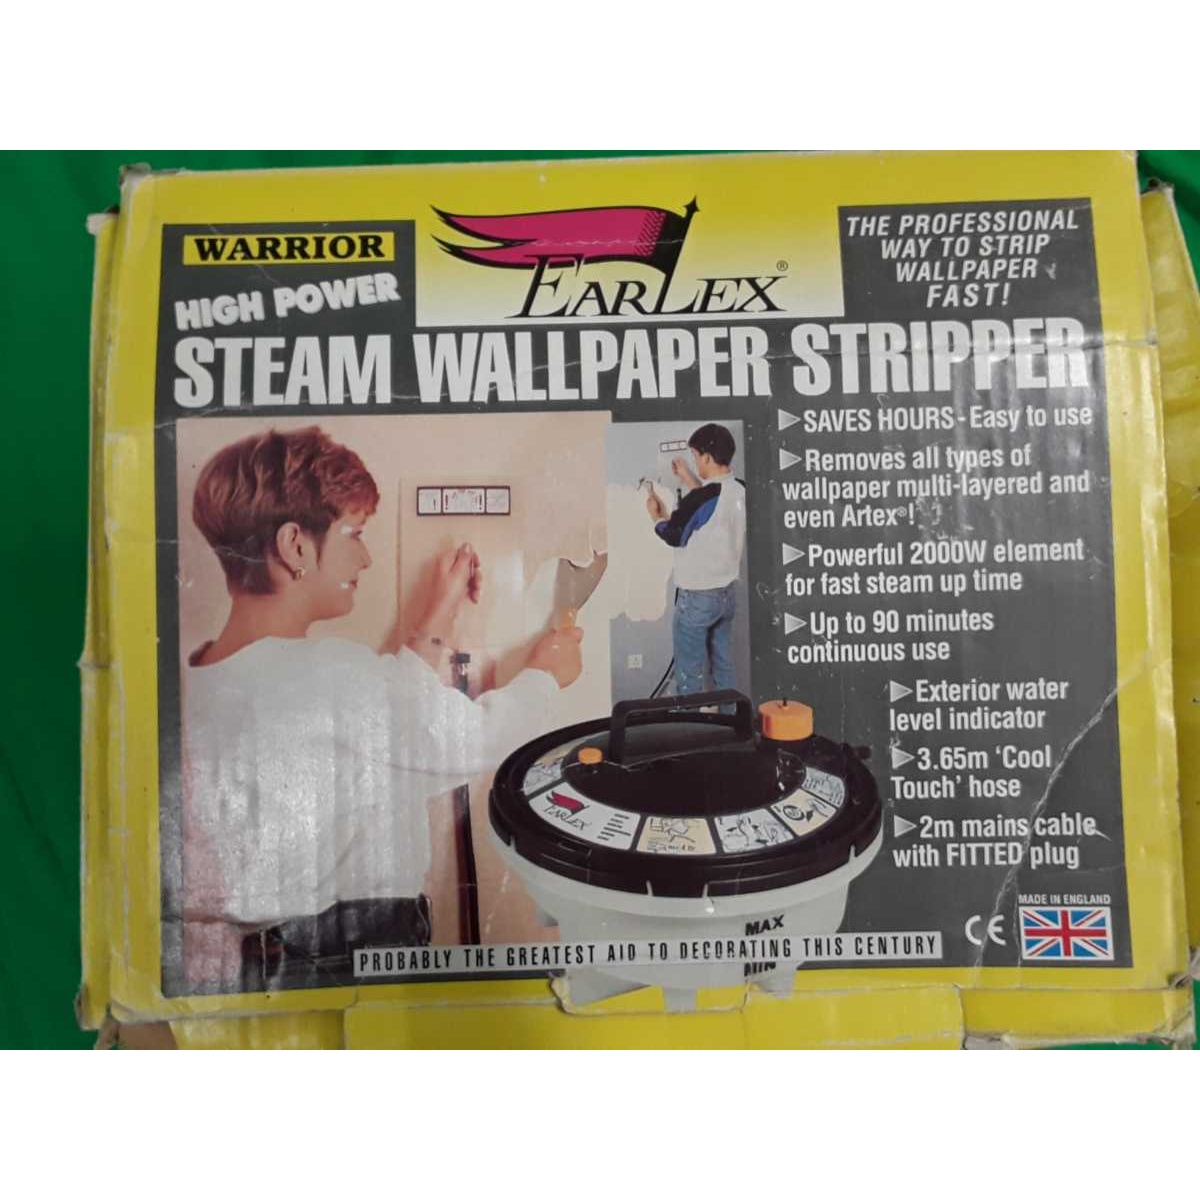 WARRIOR
HIGH POWER
EARLEX®
THE PROFESSIONAL
WAY TO STRIP
WALLPAPER
FAST!
STEAM WALLPAPER STRIPPER
SAVES HOURS - Easy to use
Removes all types of
wallpaper multi-layered and
even Artex®!
Powerful 2000W element
for fast steam up time
Up to 90 minutes
continuous use
Exterior water
level indicator
3.65m ‘Cool
Touch’ hose
2m mains cable
with FITTED plug
EARLEX
MAX
MIN
PROBABLY THE GREATEST AID TO DECORATING THIS CENTURY
CE
MADE IN ENGLAND